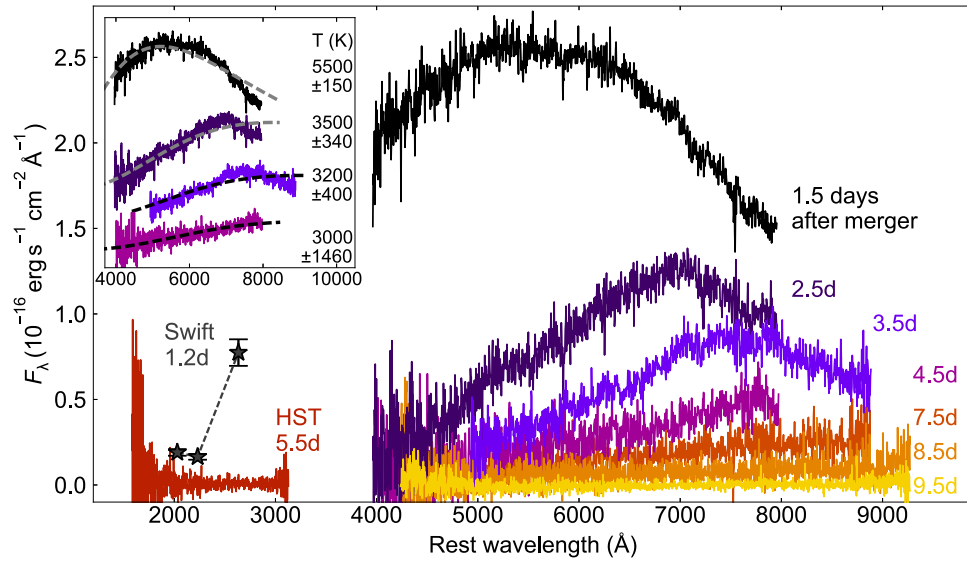 F_λ (10⁻¹⁶ erg s⁻¹ cm⁻² Å⁻¹)
2.5
2.0
1.5
1.0
0.5
0.0
T (K)
5500
±150
3500
±340
3200
±400
3000
±1460
4000 6000 8000 10000
Swift
1.2d
HST
5.5d
1.5 days
after merger
2.5d
3.5d
4.5d
7.5d
8.5d
9.5d
2000 3000 4000 5000 6000 7000 8000 9000
Rest wavelength (Å)